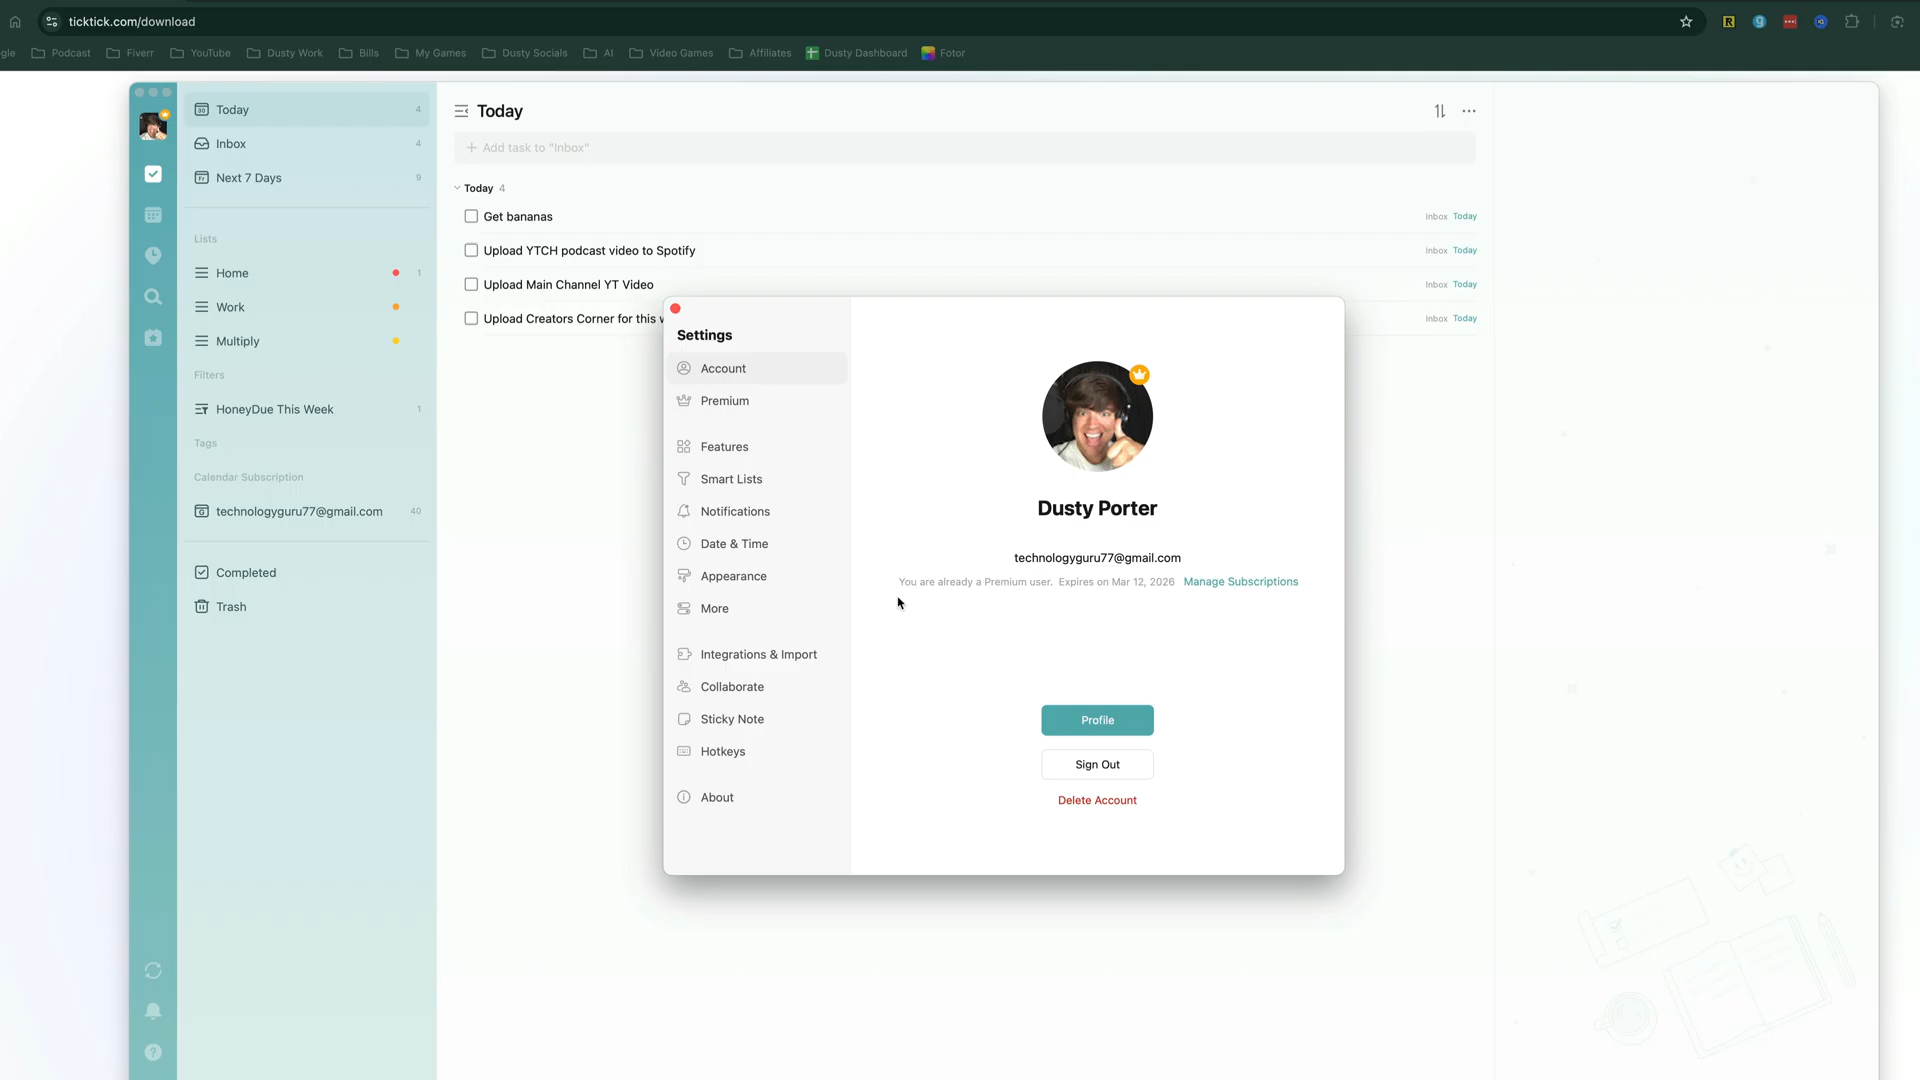 ticktick.com/download
gle Podcast Fiverr YouTube Dusty Work Bills My Games Dusty Socials AI Video Games Affiliates Dusty Dashboard Fotor
Today 4
Inbox 4
Next 7 Days 9
Lists
Home 1
Work
Multiply
Filters
HoneyDue This Week 1
Tags
Calendar Subscription
technologyguru77@gmail.com 40
Completed
Trash
Today
Add task to "Inbox"
Today 4
Get bananas Inbox Today
Upload YTCH podcast video to Spotify Inbox Today
Upload Main Channel YT Video Inbox Today
Upload Creators Corner for this w Inbox Today
Settings
Account
Premium
Features
Smart Lists
Notifications
Date & Time
Appearance
More
Integrations & Import
Collaborate
Sticky Note
Hotkeys
About
Dusty Porter
technologyguru77@gmail.com
You are already a Premium user. Expires on Mar 12, 2026 Manage Subscriptions
Profile
Sign Out
Delete Account